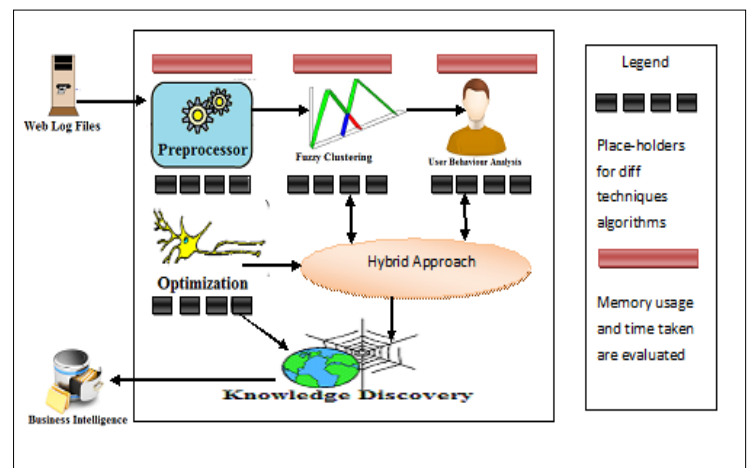 Web Log Files
Preprocessor
Fuzzy Clustering
User Behaviour Analysis
Optimization
Hybrid Approach
Knowledge Discovery
Business Intelligence
Legend
Place-holders
for diff
techniques
algorithms
Memory usage
and time taken
are evaluated